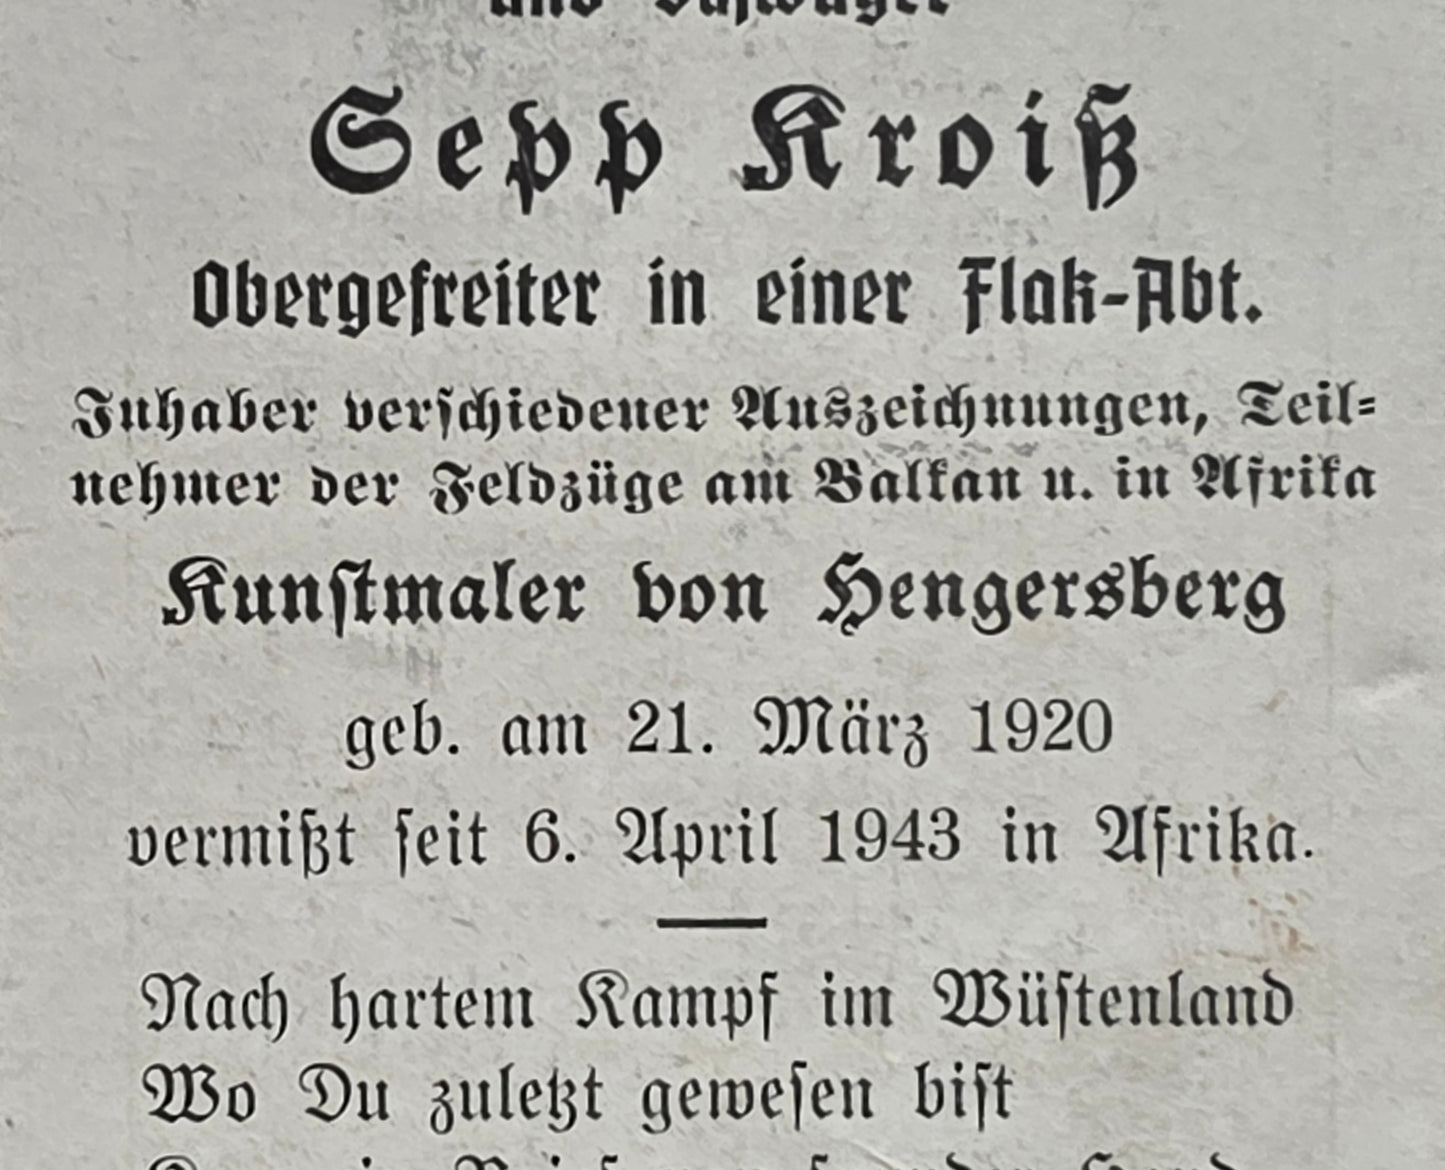 und Schwager
Sepp Kroiß
Obergefreiter in einer Flak-Abt.
Inhaber verschiedener Auszeichnungen, Teil-
nehmer der Feldzüge am Balkan u. in Afrika
Kunstmaler von Hengersberg
geb. am 21. März 1920
vermißt seit 6. April 1943 in Afrika.
Nach hartem Kampf im Wüstenland
Wo Du zuletzt gewesen bist